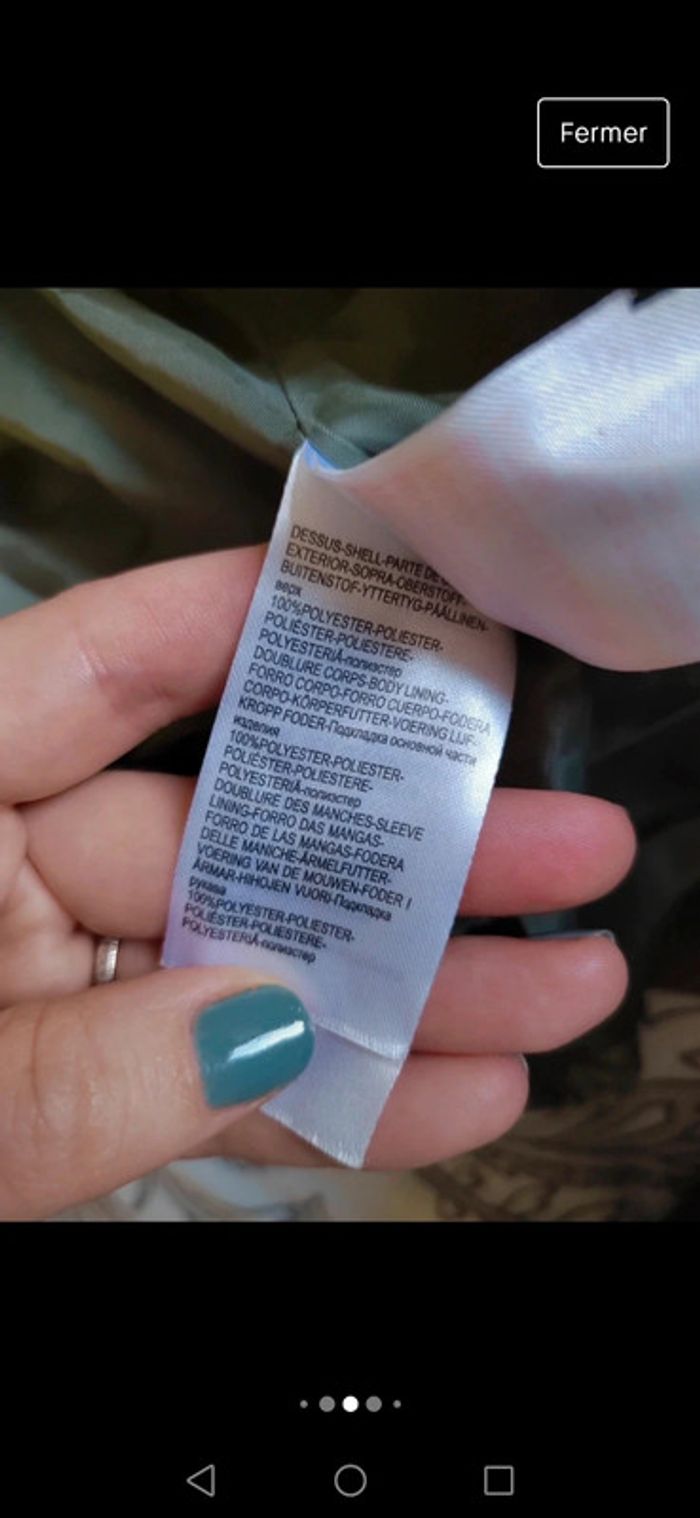 Fermer
DESSUS-SHELL-PARTE DE
EXTERIOR-SOPRA-OBERSTOFF-
BUITENSTOF-YTTERTYG-PÄÄLLINEN-
верх
100%POLYESTER-POLIESTER-
POLIÉSTER-POLIESTERE-
POLYESTERIÄ-полиэстер
DOUBLURE CORPS-BODY LINING-
FORRO CORPO-FORRO CUERPO-FODERA
CORPO-KÖRPERFUTTER-VOERING LIJF-
KROPP FODER-Подкладка основной части
изделия
100%POLYESTER-POLIESTER-
POLIÉSTER-POLIESTERE-
POLYESTERIÄ-полиэстер
DOUBLURE DES MANCHES-SLEEVE
LINING-FORRO DAS MANGAS-
FORRO DE LAS MANGAS-FODERA
DELLE MANICHE-ÄRMELFUTTER-
VOERING VAN DE MOUWEN-FODER I
ÄRMAR-HIHOJEN VUORI-Подкладка
рукава
100%POLYESTER-POLIESTER-
POLIÉSTER-POLIESTERE-
POLYESTERIÄ-полиэстер